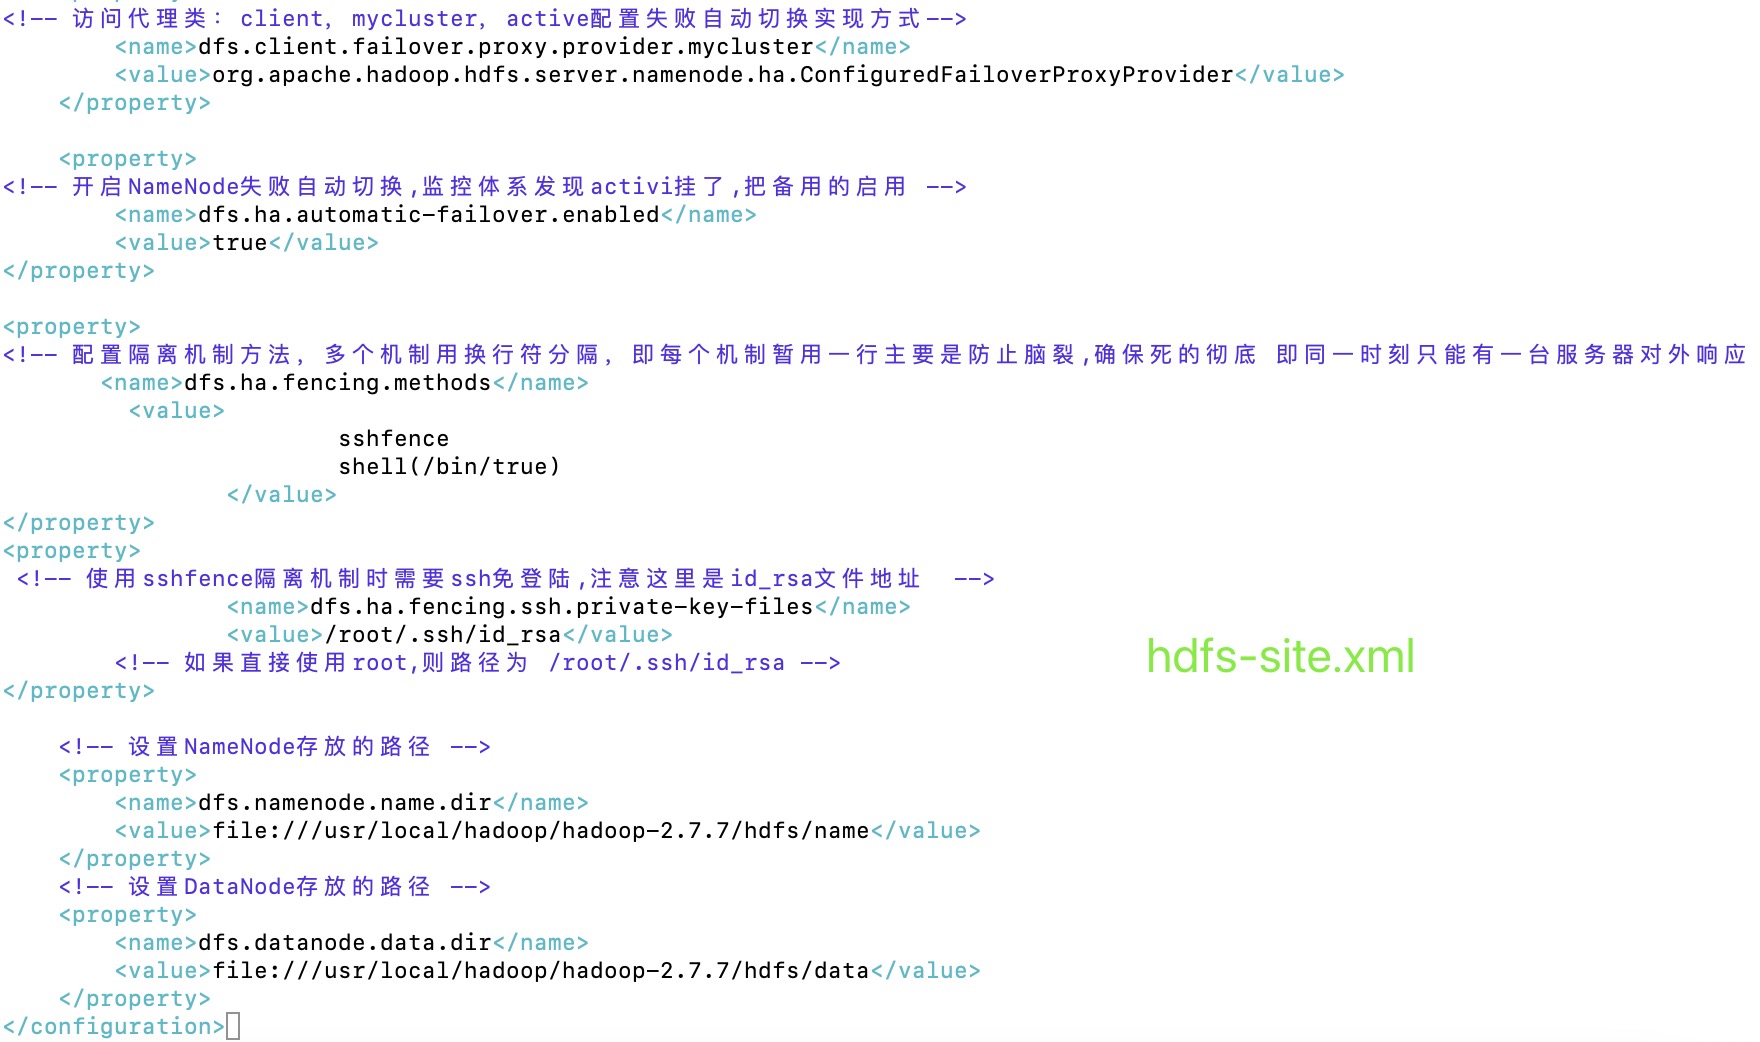 <!-- 访问代理类：client，mycluster，active配置失败自动切换实现方式-->
<name>dfs.client.failover.proxy.provider.mycluster</name>
<value>org.apache.hadoop.hdfs.server.namenode.ha.ConfiguredFailoverProxyProvider</value>
</property>
<property>
<!-- 开启NameNode失败自动切换,监控体系发现activi挂了,把备用的启用 -->
<name>dfs.ha.automatic-failover.enabled</name>
<value>true</value>
</property>
<property>
<!-- 配置隔离机制方法，多个机制用换行符分隔，即每个机制暂用一行主要是防止脑裂,确保死的彻底 即同一时刻只能有一台服务器对外响应
<name>dfs.ha.fencing.methods</name>
<value>
sshfence
shell(/bin/true)
</value>
</property>
<property>
<!-- 使用sshfence隔离机制时需要ssh免登陆,注意这里是id_rsa文件地址  -->
<name>dfs.ha.fencing.ssh.private-key-files</name>
<value>/root/.ssh/id_rsa</value>
<!-- 如果直接使用root,则路径为 /root/.ssh/id_rsa -->
hdfs-site.xml
</property>
<!-- 设置NameNode存放的路径 -->
<property>
<name>dfs.namenode.name.dir</name>
<value>file:///usr/local/hadoop/hadoop-2.7.7/hdfs/name</value>
</property>
<!-- 设置DataNode存放的路径 -->
<property>
<name>dfs.datanode.data.dir</name>
<value>file:///usr/local/hadoop/hadoop-2.7.7/hdfs/data</value>
</property>
</configuration>